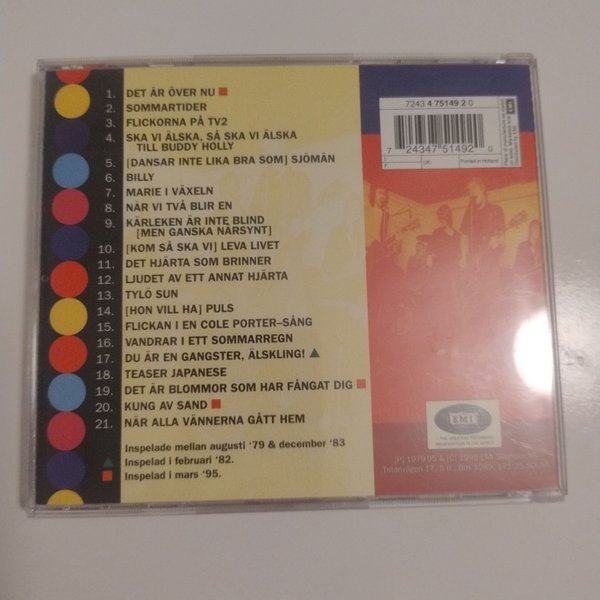 1. DET ÄR ÖVER NU
2. SOMMARTIDER
3. FLICKORNA PÅ TV2
4. SKA VI ÄLSKA, SÅ SKA VI ÄLSKA
TILL BUDDY HOLLY
5. [DANSAR INTE LIKA BRA SOM] SJÖMÄN
6. BILLY
7. MARIE I VÄXELN
8. NÄR VI TVÅ BLIR EN
9. KÄRLEKEN ÄR INTE BLIND
[MEN GANSKA NÄRSYNT]
10. [KOM SÅ SKA VI] LEVA LIVET
11. DET HJÄRTA SOM BRINNER
12. LJUDET AV ETT ANNAT HJÄRTA
13. TYLÖ SUN
14. [HON VILL HA] PULS
15. FLICKAN I EN COLE PORTER–SÅNG
16. VANDRAR I ETT SOMMARREGN
17. DU ÄR EN GANGSTER, ÄLSKLING!
18. TEASER JAPANESE
19. DET ÄR BLOMMOR SOM HAR FÅNGAT DIG
20. KUNG AV SAND
21. NÄR ALLA VÄNNERNA GÅTT HEM
Inspelade mellan augusti ‘79 & december ‘83
Inspelad i februari ‘82.
Inspelad i mars ‘95.
7243 4 75149 2 0
7 24347 51492 0
UK:
Printed in Holland
EMI
EMI